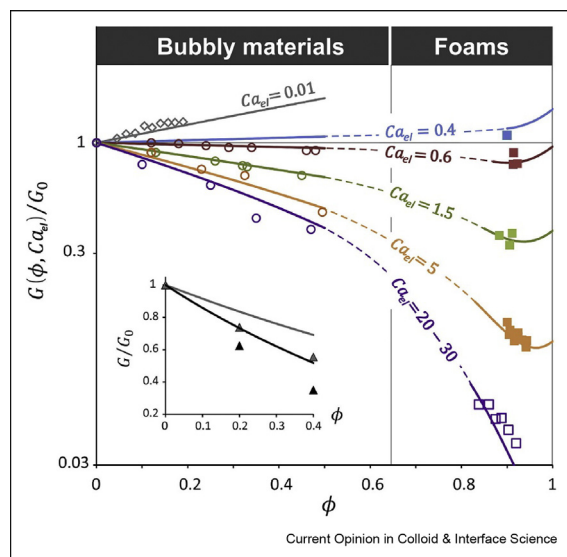 Bubbly materials Foams
Ca_el = 0.01
Ca_el = 0.4
1
Ca_el = 0.6
Ca_el = 1.5
G(ϕ, Ca_el)/G₀
0.3
Ca_el = 5
Ca_el = 20 - 30
1
0.8
G/G₀
0.6
0.4
0.2
0 0.1 0.2 0.3 0.4
ϕ
0.03
0 0.2 0.4 0.6 0.8 1
ϕ
Current Opinion in Colloid & Interface Science